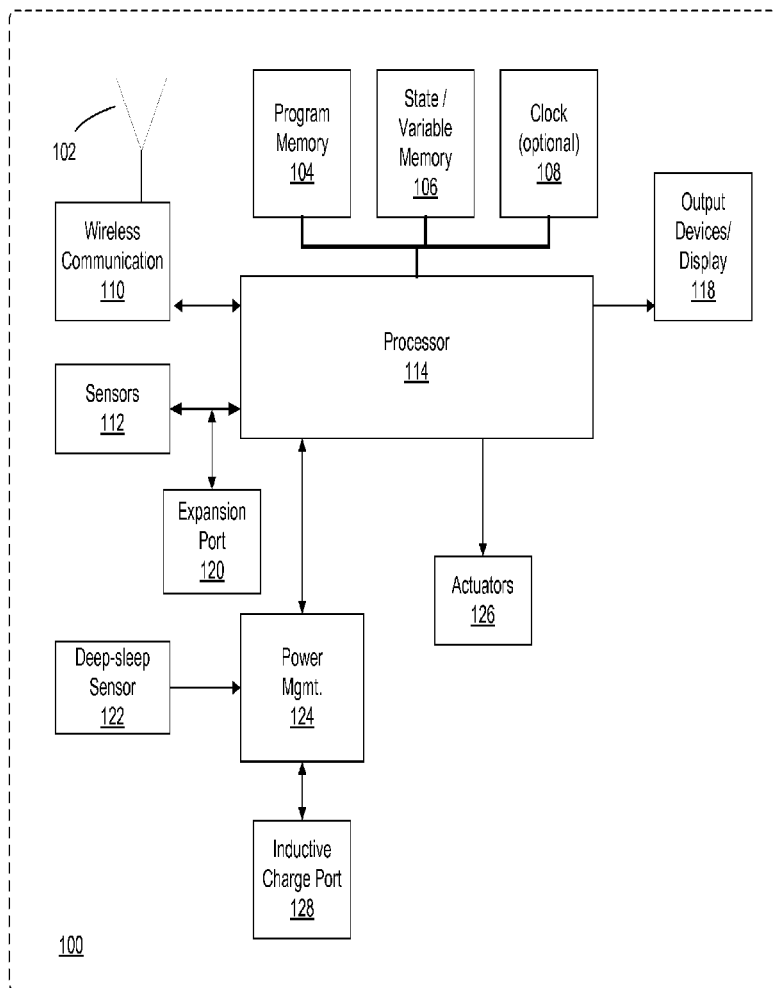 102
Program
Memory
104
State /
Variable
Memory
106
Clock
(optional)
108
Wireless
Communication
110
Output
Devices/
Display
118
Processor
114
Sensors
112
Expansion
Port
120
Actuators
126
Deep-sleep
Sensor
122
Power
Mgmt.
124
Inductive
Charge Port
128
100